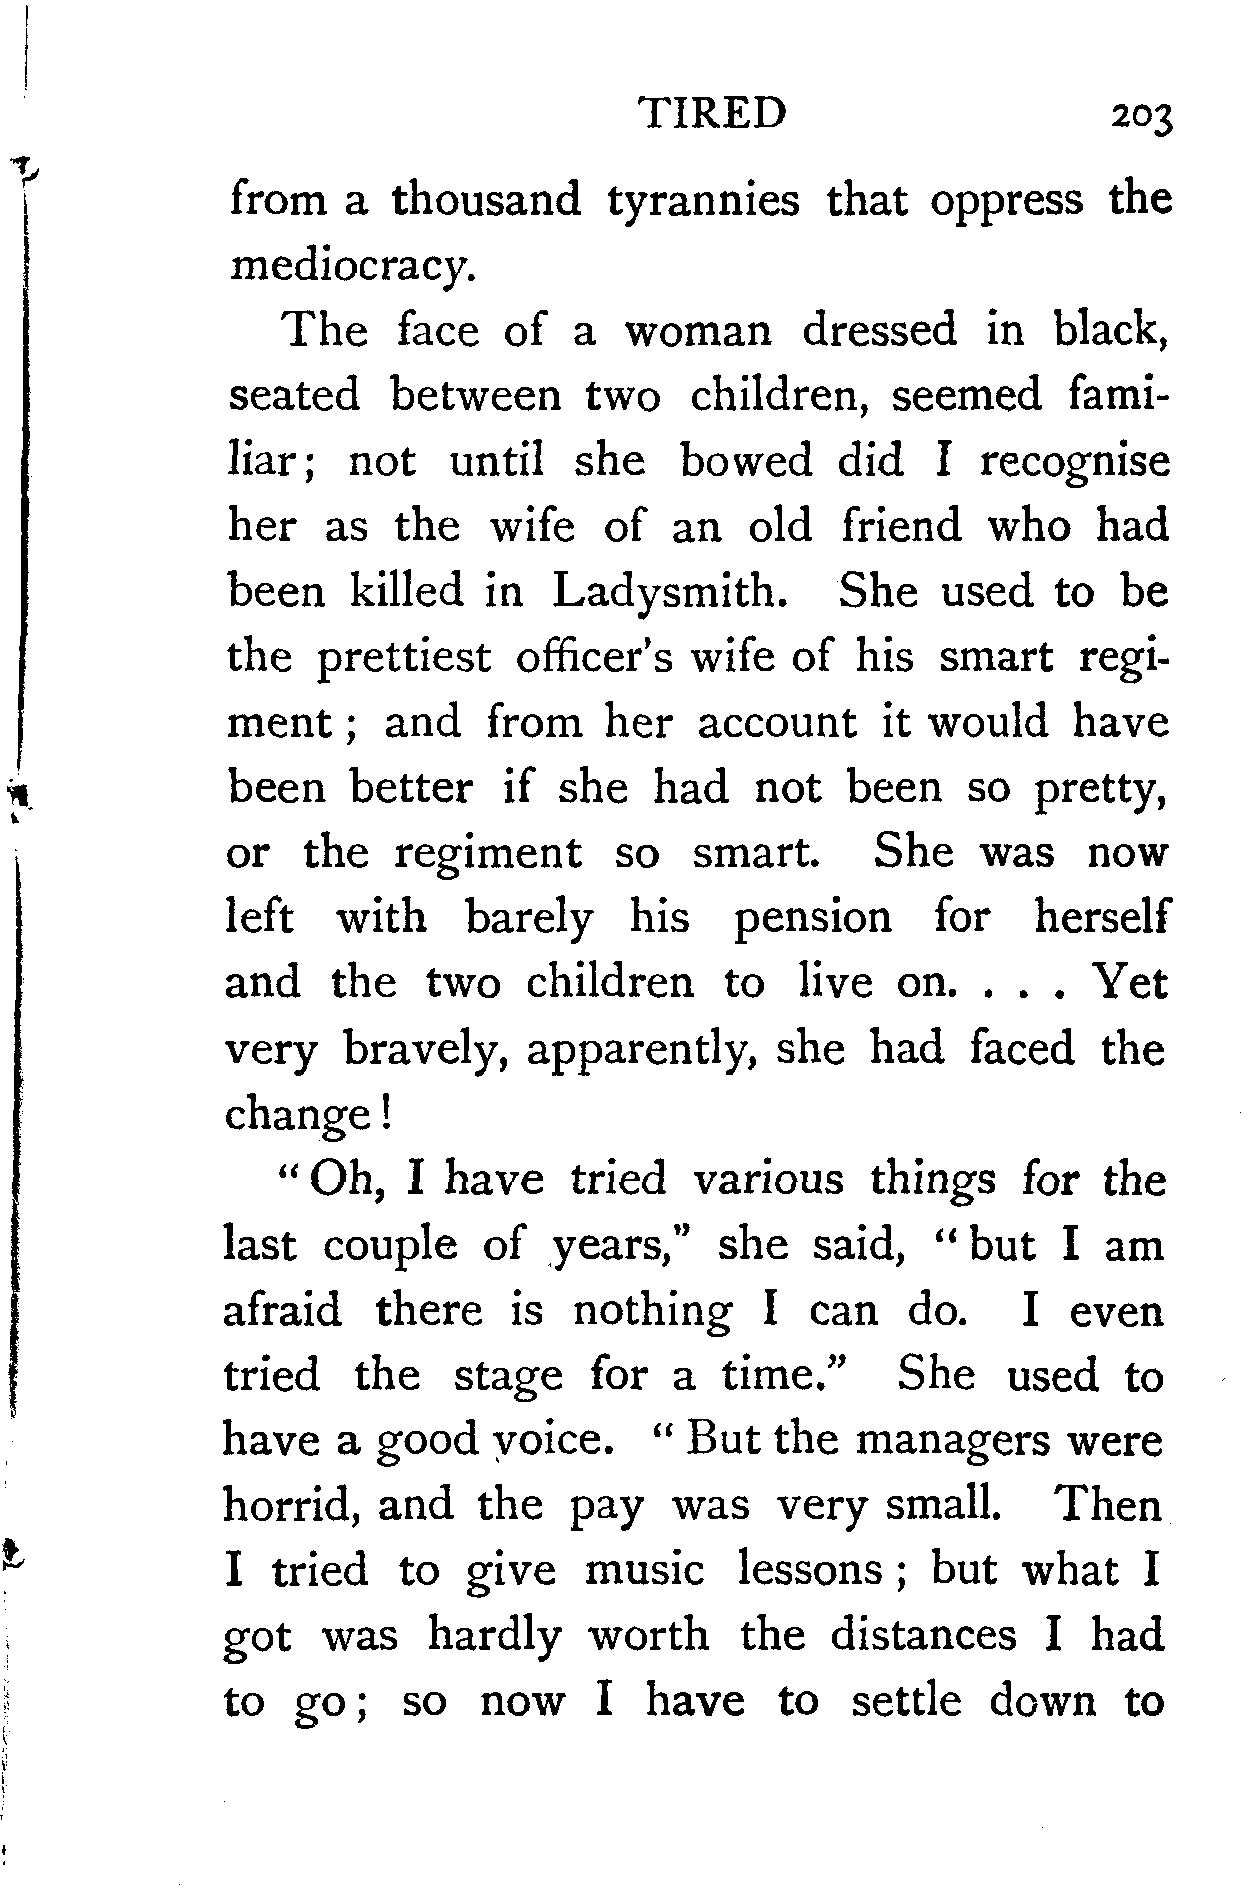 TIRED 203
from a thousand tyrannies that oppress the
mediocracy.
The face of a woman dressed in black,
seated between two children, seemed fami-
liar; not until she bowed did I recognise
her as the wife of an old friend who had
been killed in Ladysmith. She used to be
the prettiest officer's wife of his smart regi-
ment; and from her account it would have
been better if she had not been so pretty,
or the regiment so smart. She was now
left with barely his pension for herself
and the two children to live on. . . . Yet
very bravely, apparently, she had faced the
change!
"Oh, I have tried various things for the
last couple of years," she said, "but I am
afraid there is nothing I can do. I even
tried the stage for a time." She used to
have a good voice. "But the managers were
horrid, and the pay was very small. Then
I tried to give music lessons; but what I
got was hardly worth the distances I had
to go; so now I have to settle down to